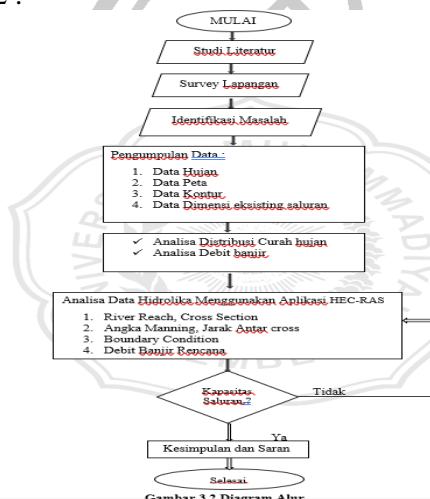 MULAI
Studi Literatur
Survey Lapangan
Identifikasi Masalah
Pengumpulan Data :
1. Data Hujan
2. Data Peta
3. Data Kontur
4. Data Dimensi eksisting saluran
✓ Analisa Distribusi Curah hujan
✓ Analisa Debit banjir
Analisa Data Hidrolika Menggunakan Aplikasi HEC-RAS
1. River Reach, Cross Section
2. Angka Manning, Jarak Antar cross
3. Boundary Condition
4. Debit Banjir Rencana
Kapasitas
Saluran ?
Tidak
Ya
Kesimpulan dan Saran
Selesai
Gambar 3.2 Diagram Alur